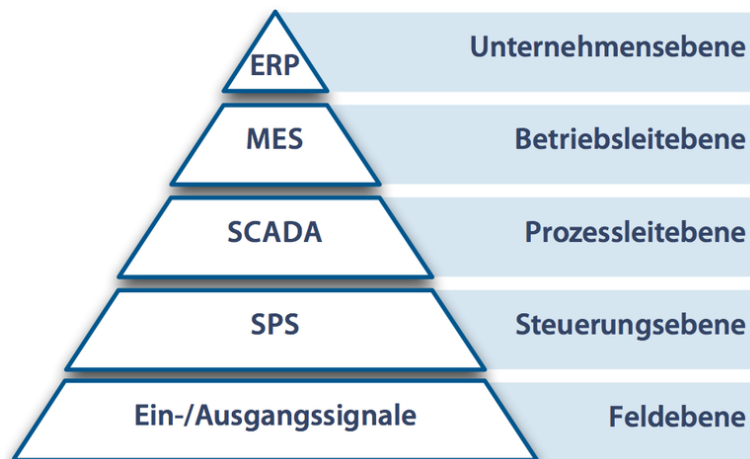 ERP
Unternehmensebene
MES
Betriebsleitebene
SCADA
Prozessleitebene
SPS
Steuerungsebene
Ein-/Ausgangssignale
Feldebene